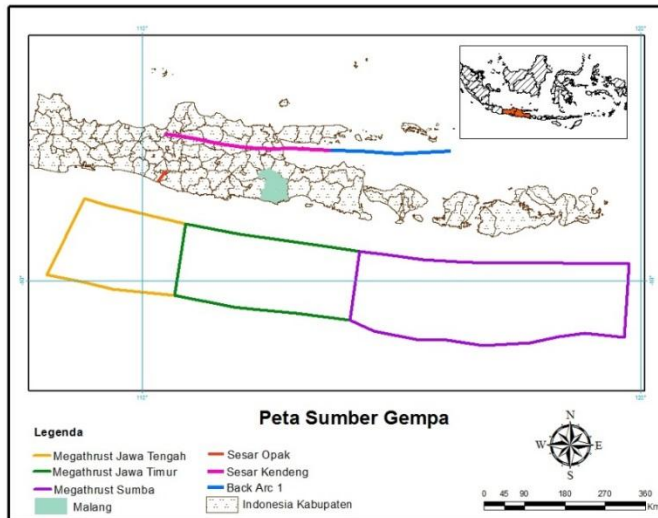 110°
120°
Peta Sumber Gempa
Legenda
Megathrust Jawa Tengah
Megathrust Jawa Timur
Megathrust Sumba
Malang
Sesar Opak
Sesar Kendeng
Back Arc 1
Indonesia Kabupaten
N
W E
S
0 45 90 180 270 360
Km
110°
120°